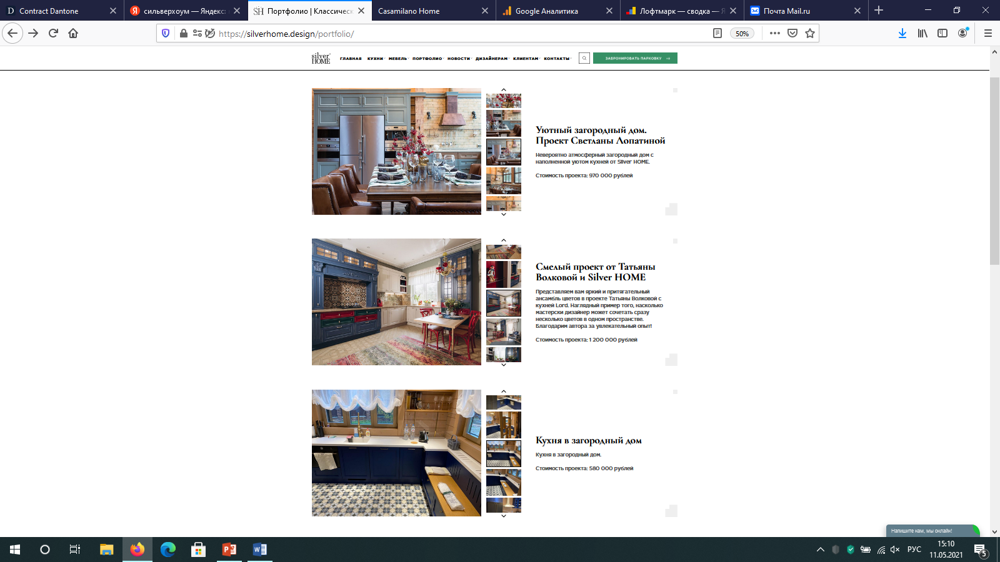 Contract Dantone
сильверхоум — Яндекс:
Портфолио | Классическ
Casamilano Home
Google Аналитика
Лофтмарк — сводка — Я
Почта Mail.ru
https://silverhome.design/portfolio/
50%
silver
HOME
ГЛАВНАЯ
КУХНИ
МЕБЕЛЬ
ПОРТФОЛИО
НОВОСТИ
ДИЗАЙНЕРАМ
КЛИЕНТАМ
КОНТАКТЫ
ЗАБРОНИРОВАТЬ ПАРКОВКУ
Уютный загородный дом.
Проект Светланы Лопатиной
Невероятно атмосферный загородный дом с
наполненной уютом кухней от Silver HOME.
Стоимость проекта: 970 000 рублей
Смелый проект от Татьяны
Волковой и Silver HOME
Представляем вам яркий и притягательный
ансамбль цветов в проекте Татьяны Волковой с
кухней Lord. Наглядный пример того, насколько
мастерски дизайнер может сочетать сразу
несколько цветов в одном пространстве.
Благодарим автора за увлекательный опыт!
Стоимость проекта: 1 200 000 рублей
Кухня в загородный дом
Кухня в загородный дом.
Стоимость проекта: 580 000 рублей
Напишите нам, мы онлайн!
РУС
15:10
11.05.2021
5